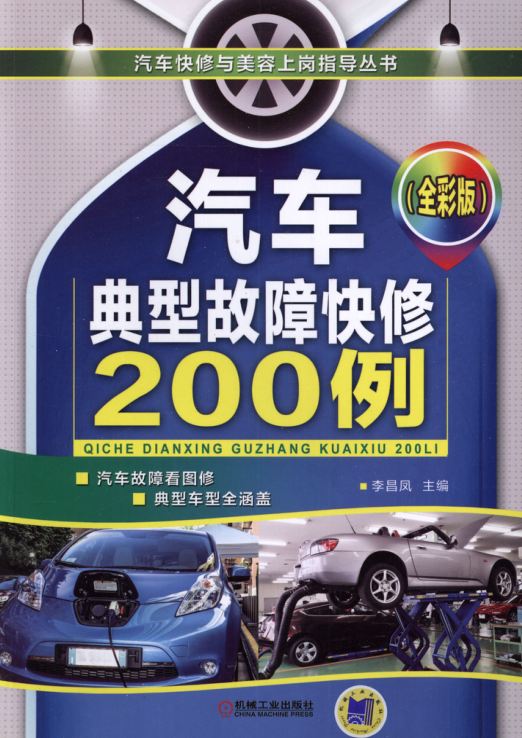 汽车快修与美容上岗指导丛书
（全彩版）
汽车
典型故障快修
200例
QICHE DIANXING GUZHANG KUAIXIU 200LI
■ 汽车故障看图修
■ 典型车型全涵盖
■ 李昌凤 主编
机械工业出版社
CHINA MACHINE PRESS